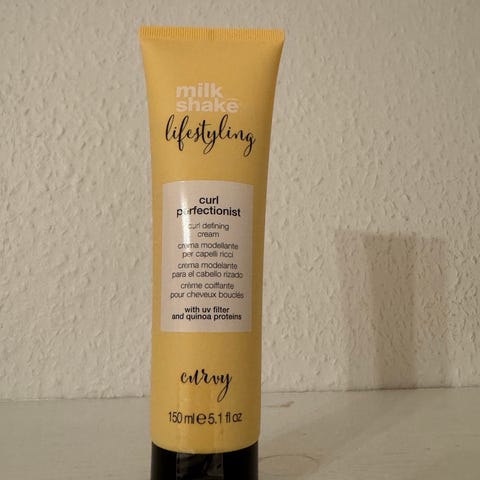 milk
shake
lifestyling
curl
perfectionist
curl defining
cream
crema modellante
per capelli ricci
crema modelante
para el cabello rizado
crème coiffante
pour cheveux bouclés
with uv filter
and quinoa proteins
curvy
150 ml e 5.1 fl oz